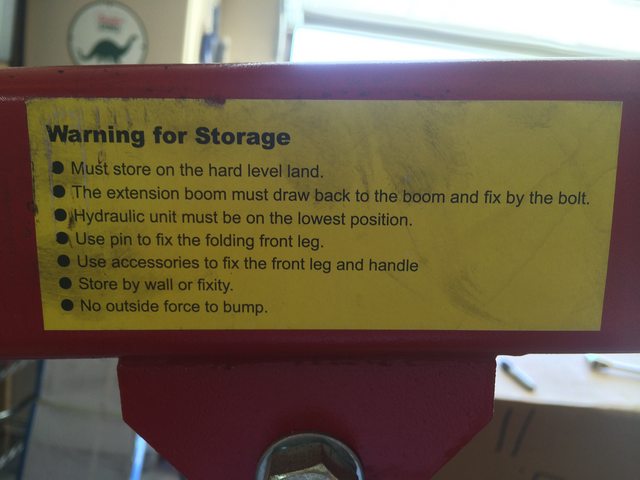 Warning for Storage
● Must store on the hard level land.
● The extension boom must draw back to the boom and fix by the bolt.
● Hydraulic unit must be on the lowest position.
● Use pin to fix the folding front leg.
● Use accessories to fix the front leg and handle
● Store by wall or fixity.
● No outside force to bump.